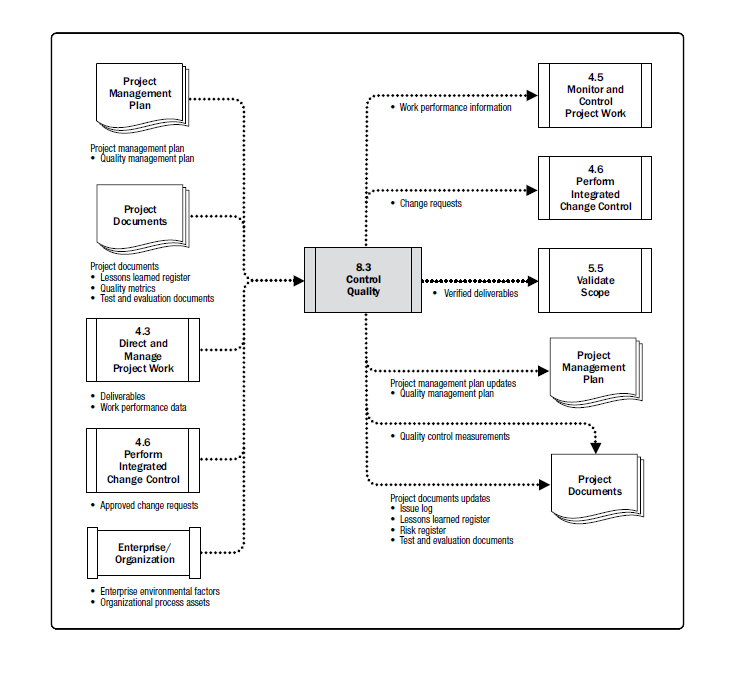 Project
Management
Plan
Project management plan
• Quality management plan
Project
Documents
Project documents
• Lessons learned register
• Quality metrics
• Test and evaluation documents
4.3
Direct and
Manage
Project Work
• Deliverables
• Work performance data
4.6
Perform
Integrated
Change Control
• Approved change requests
Enterprise/
Organization
• Enterprise environmental factors
• Organizational process assets
8.3
Control
Quality
• Work performance information
4.5
Monitor and
Control
Project Work
• Change requests
4.6
Perform
Integrated
Change Control
• Verified deliverables
5.5
Validate
Scope
Project management plan updates
• Quality management plan
Project
Management
Plan
• Quality control measurements
Project documents updates
• Issue log
• Lessons learned register
• Risk register
• Test and evaluation documents
Project
Documents